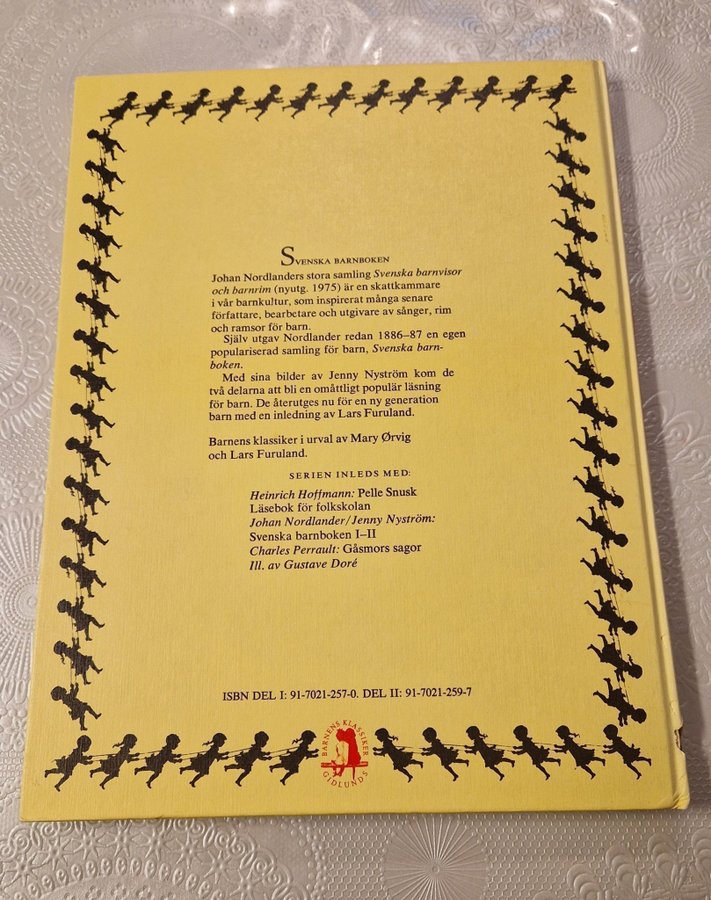 SVENSKA BARNBOKEN
Johan Nordlanders stora samling Svenska barnvisor
och barnrim (nyutg. 1975) är en skattkammare
i vår barnkultur, som inspirerat många senare
författare, bearbetare och utgivare av sånger, rim
och ramsor för barn.
Själv utgav Nordlander redan 1886–87 en egen
populariserad samling för barn, Svenska barn-
boken.
Med sina bilder av Jenny Nyström kom de
två delarna att bli en omåttligt populär läsning
för barn. De återutges nu för en ny generation
barn med en inledning av Lars Furuland.
Barnens klassiker i urval av Mary Ørvig
och Lars Furuland.
SERIEN INLEDS MED:
Heinrich Hoffmann: Pelle Snusk
Läsebok för folkskolan
Johan Nordlander/Jenny Nyström:
Svenska barnboken I–II
Charles Perrault: Gåsmors sagor
Ill. av Gustave Doré
ISBN DEL I: 91-7021-257-0. DEL II: 91-7021-259-7
BARNENS KLASSIKER
GIDLUNDS